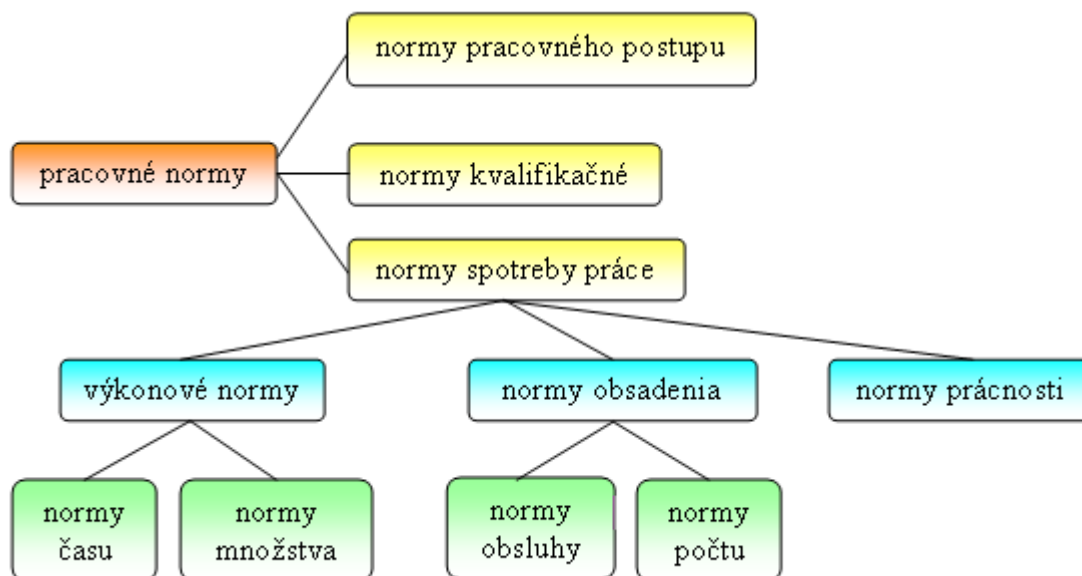 normy pracovného postupu
pracovné normy
normy kvalifikačné
normy spotreby práce
výkonové normy
normy obsadenia
normy prácnosti
normy
času
normy
množstva
normy
obsluhy
normy
počtu